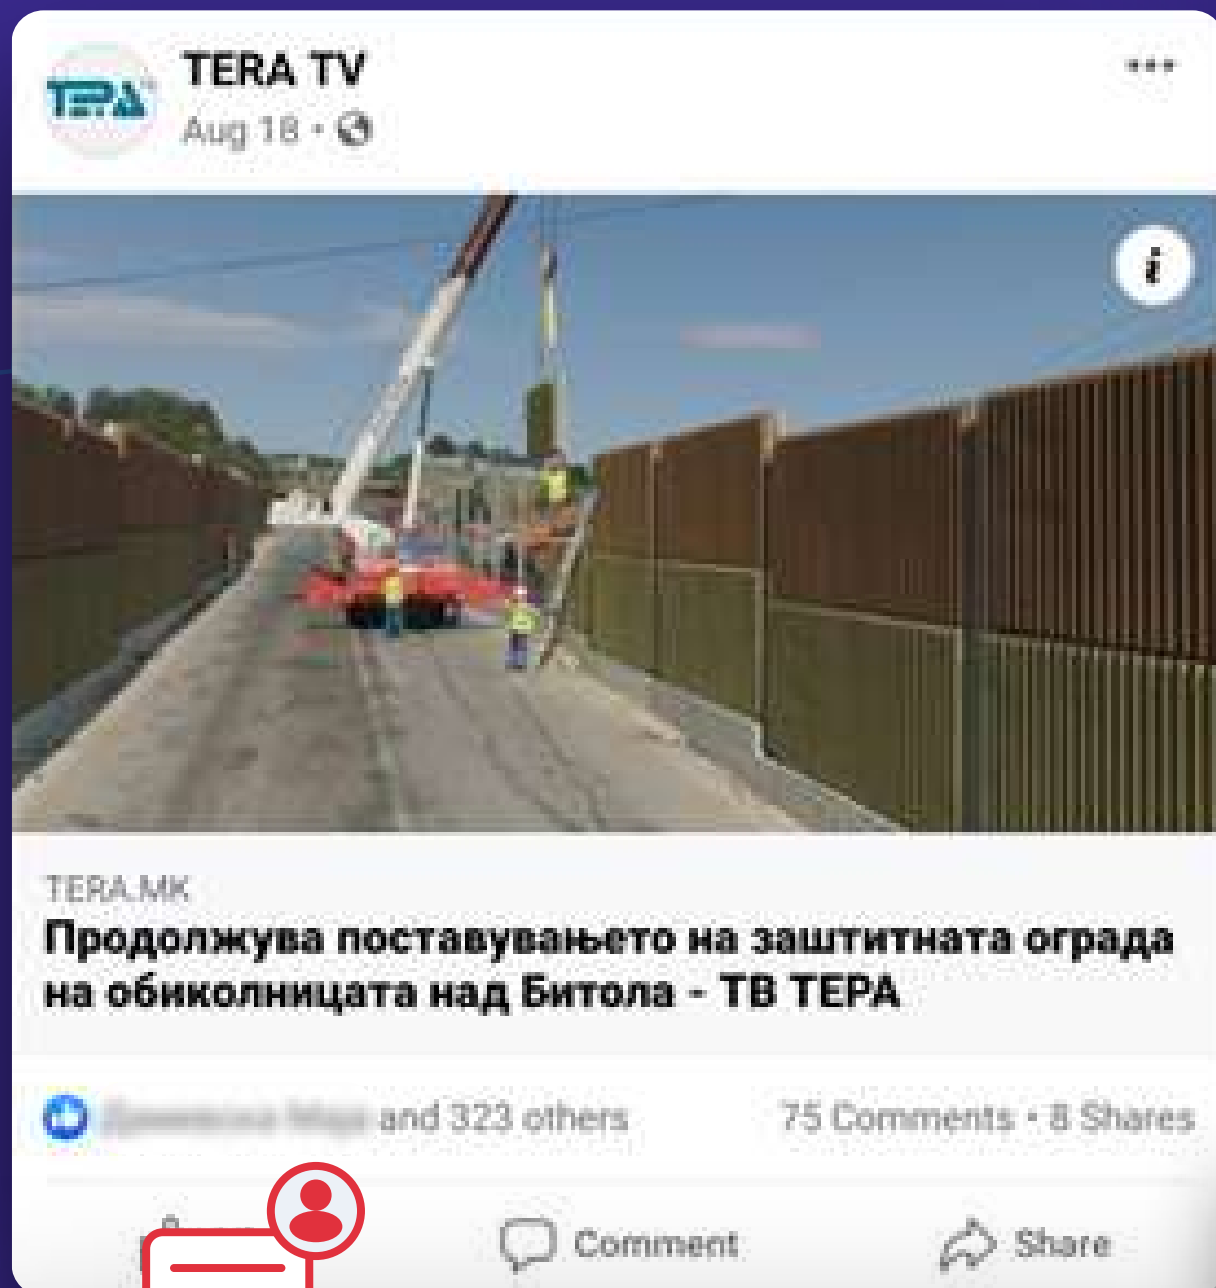 TERA TV
ТЕРА
Aug 18 •
TERA.MK
Продолжува поставувањето на заштитната ограда
на обиколницата над Битола - ТВ ТЕРА
and 323 others
75 Comments • 8 Shares
Comment
Share